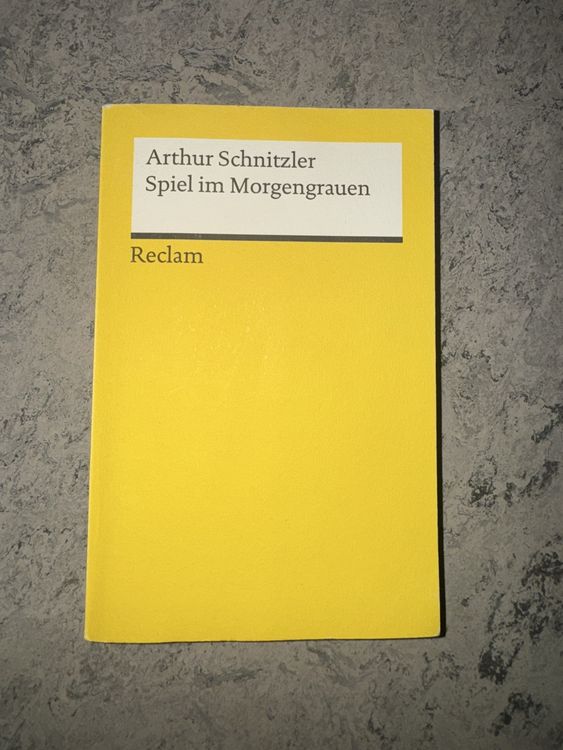 Arthur Schnitzler
Spiel im Morgengrauen
Reclam